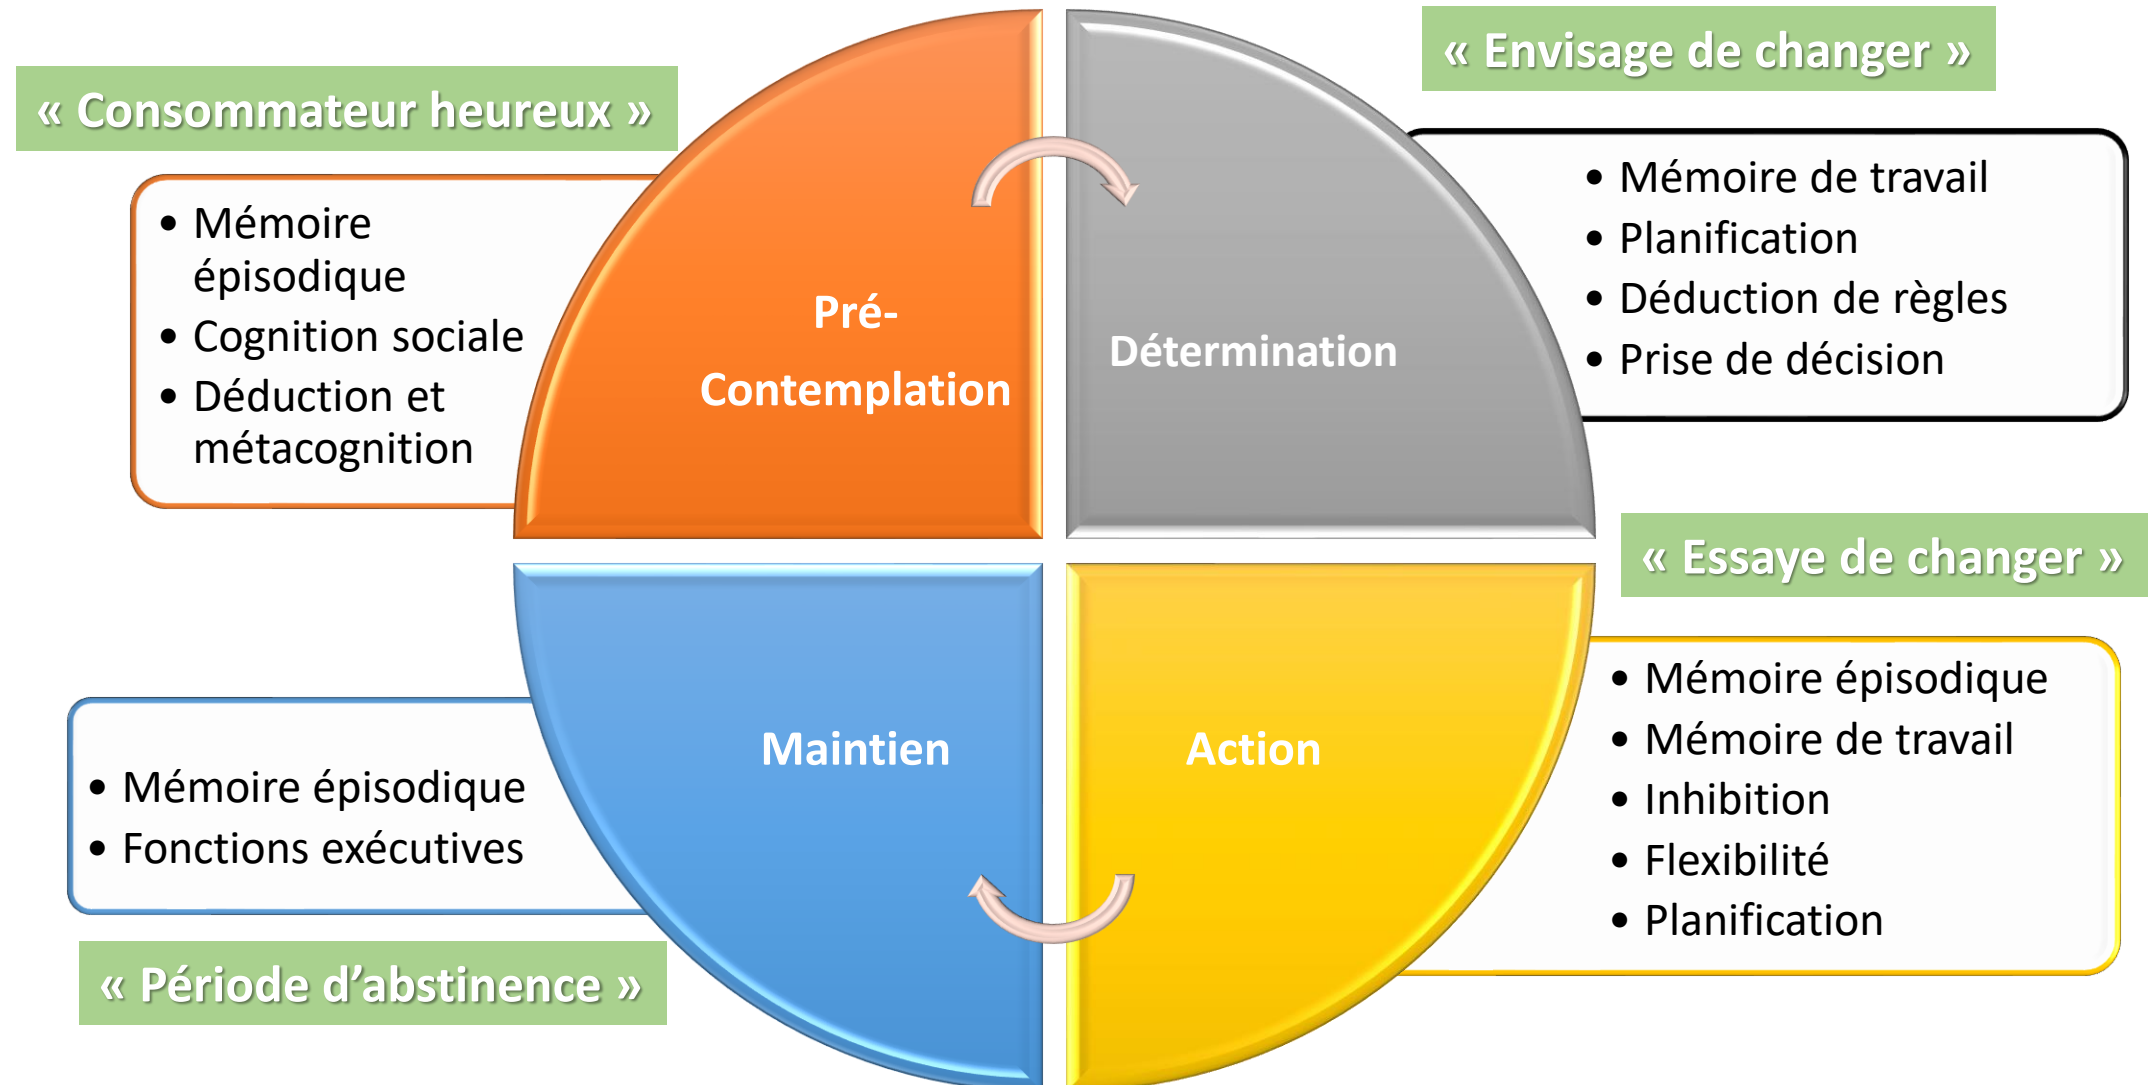 « Consommateur heureux »
• Mémoire
épisodique
• Cognition sociale
• Déduction et
métacognition
Pré-
Contemplation
« Envisage de changer »
• Mémoire de travail
• Planification
• Déduction de règles
• Prise de décision
Détermination
« Essaye de changer »
• Mémoire épisodique
• Mémoire de travail
• Inhibition
• Flexibilité
• Planification
Action
Maintien
• Mémoire épisodique
• Fonctions exécutives
« Période d’abstinence »